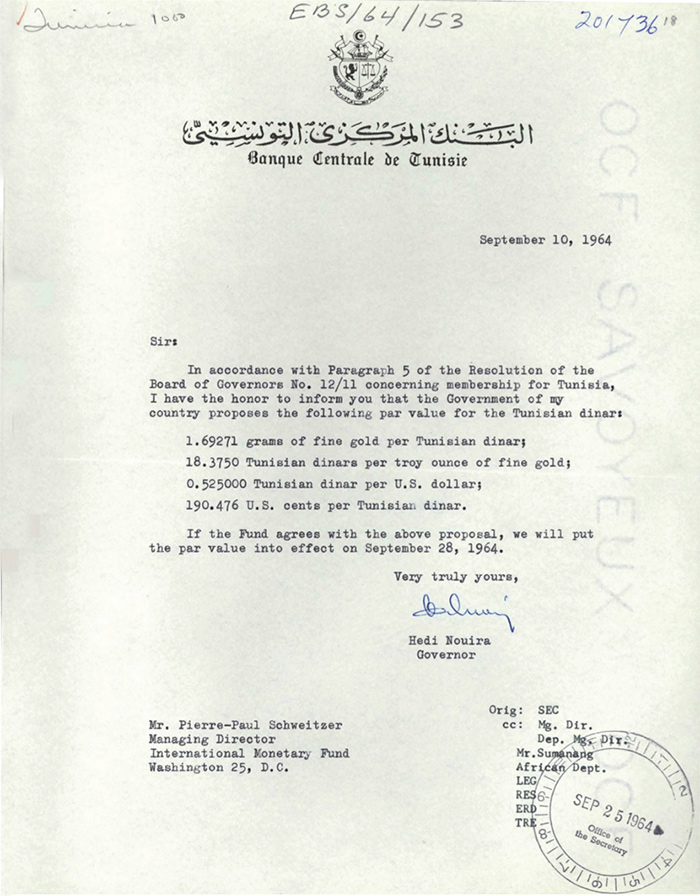 Tunisia 1000
EBS/64/153
201736 18
البنك المركزي التونسي
Banque Centrale de Tunisie
September 10, 1964
OCF SAVOYEUX
Sir:
In accordance with Paragraph 5 of the Resolution of the
Board of Governors No. 12/11 concerning membership for Tunisia,
I have the honor to inform you that the Government of my
country proposes the following par value for the Tunisian dinar:
1.69271 grams of fine gold per Tunisian dinar;
18.3750 Tunisian dinars per troy ounce of fine gold;
0.525000 Tunisian dinar per U.S. dollar;
190.476 U.S. cents per Tunisian dinar.
If the Fund agrees with the above proposal, we will put
the par value into effect on September 28, 1964.
Very truly yours,
Hedi Nouira
Governor
Mr. Pierre-Paul Schweitzer
Managing Director
International Monetary Fund
Washington 25, D.C.
Orig: SEC
cc: Mg. Dir.
Dep. Mg. Dir.
Mr.Sumanang
African Dept.
LEG
RES
ERD
TRE
OCF
SEP 25 1964
Office of
the Secretary